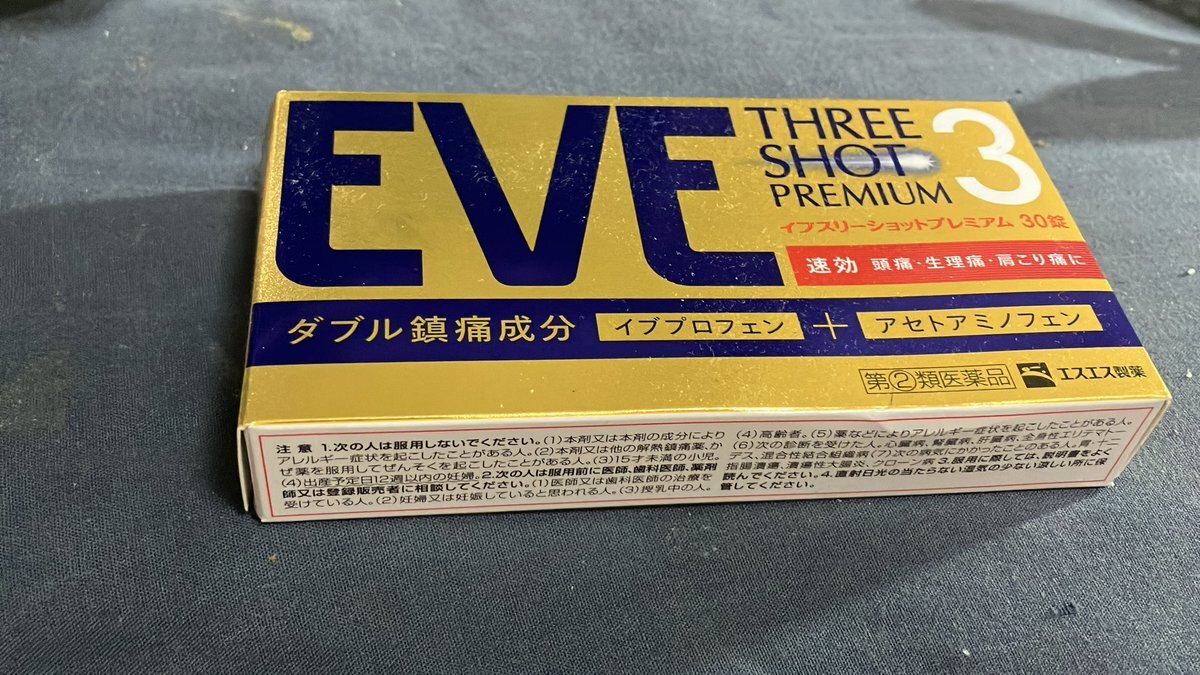 EVE
THREE
SHOT
PREMIUM
3
イブスリーショットプレミアム 30錠
速効 頭痛・生理痛・肩こり痛に
ダブル鎮痛成分 イブプロフェン + アセトアミノフェン
第②類医薬品 エスエス製薬
注意 1.次の人は服用しないでください。(1)本剤又は本剤の成分により
アレルギー症状を起こしたことがある人。(2)本剤又は他の解熱鎮痛薬、か
ぜ薬を服用してぜんそくを起こしたことがある人。(3)15才未満の小児。
(4)出産予定日12週以内の妊婦。2.次の人は服用前に医師、歯科医師、薬剤
師又は登録販売者に相談してください。(1)医師又は歯科医師の治療を
受けている人。(2)妊婦又は妊娠していると思われる人。(3)授乳中の人。
(4)高齢者。(5)薬などによりアレルギー症状を起こしたことがある人。
(6)次の診断を受けた人。心臓病、腎臓病、肝臓病、全身性エリテマト
デス、混合性結合組織病(7)次の病気にかかったことのある人。胃・十二
指腸潰瘍、潰瘍性大腸炎、クローン病 3.服用に際しては、説明書をよく
読んでください。4.直射日光の当たらない湿気の少ない涼しい所に保
管してください。